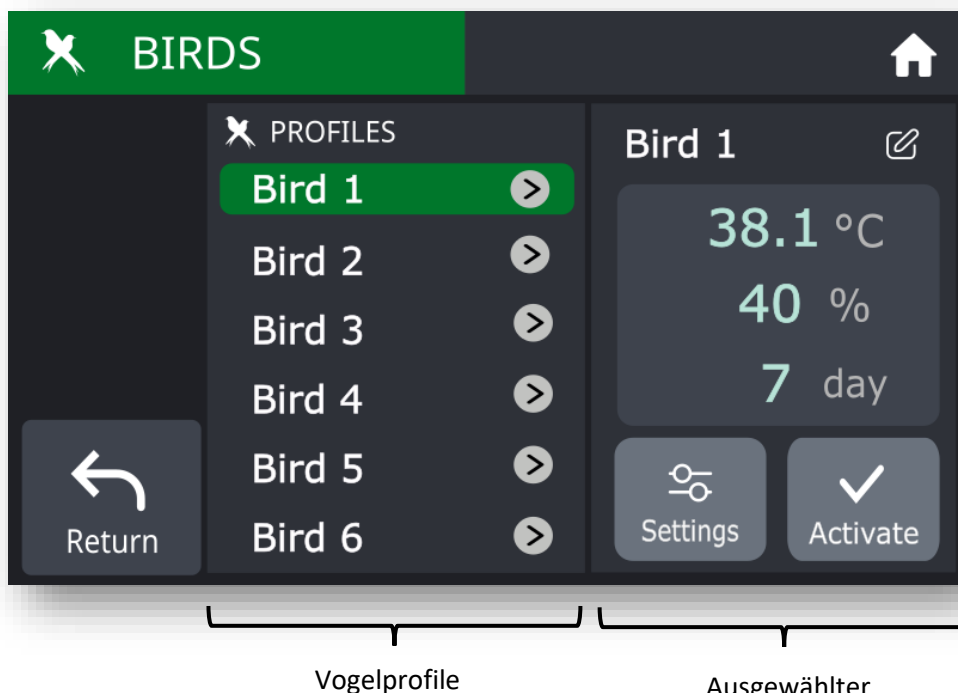 BIRDS
PROFILES
Bird 1
Bird 2
Bird 3
Bird 4
Bird 5
Bird 6
Return
Bird 1
38.1 °C
40 %
7 day
Settings
Activate
Vogelprofile
Ausgewählter